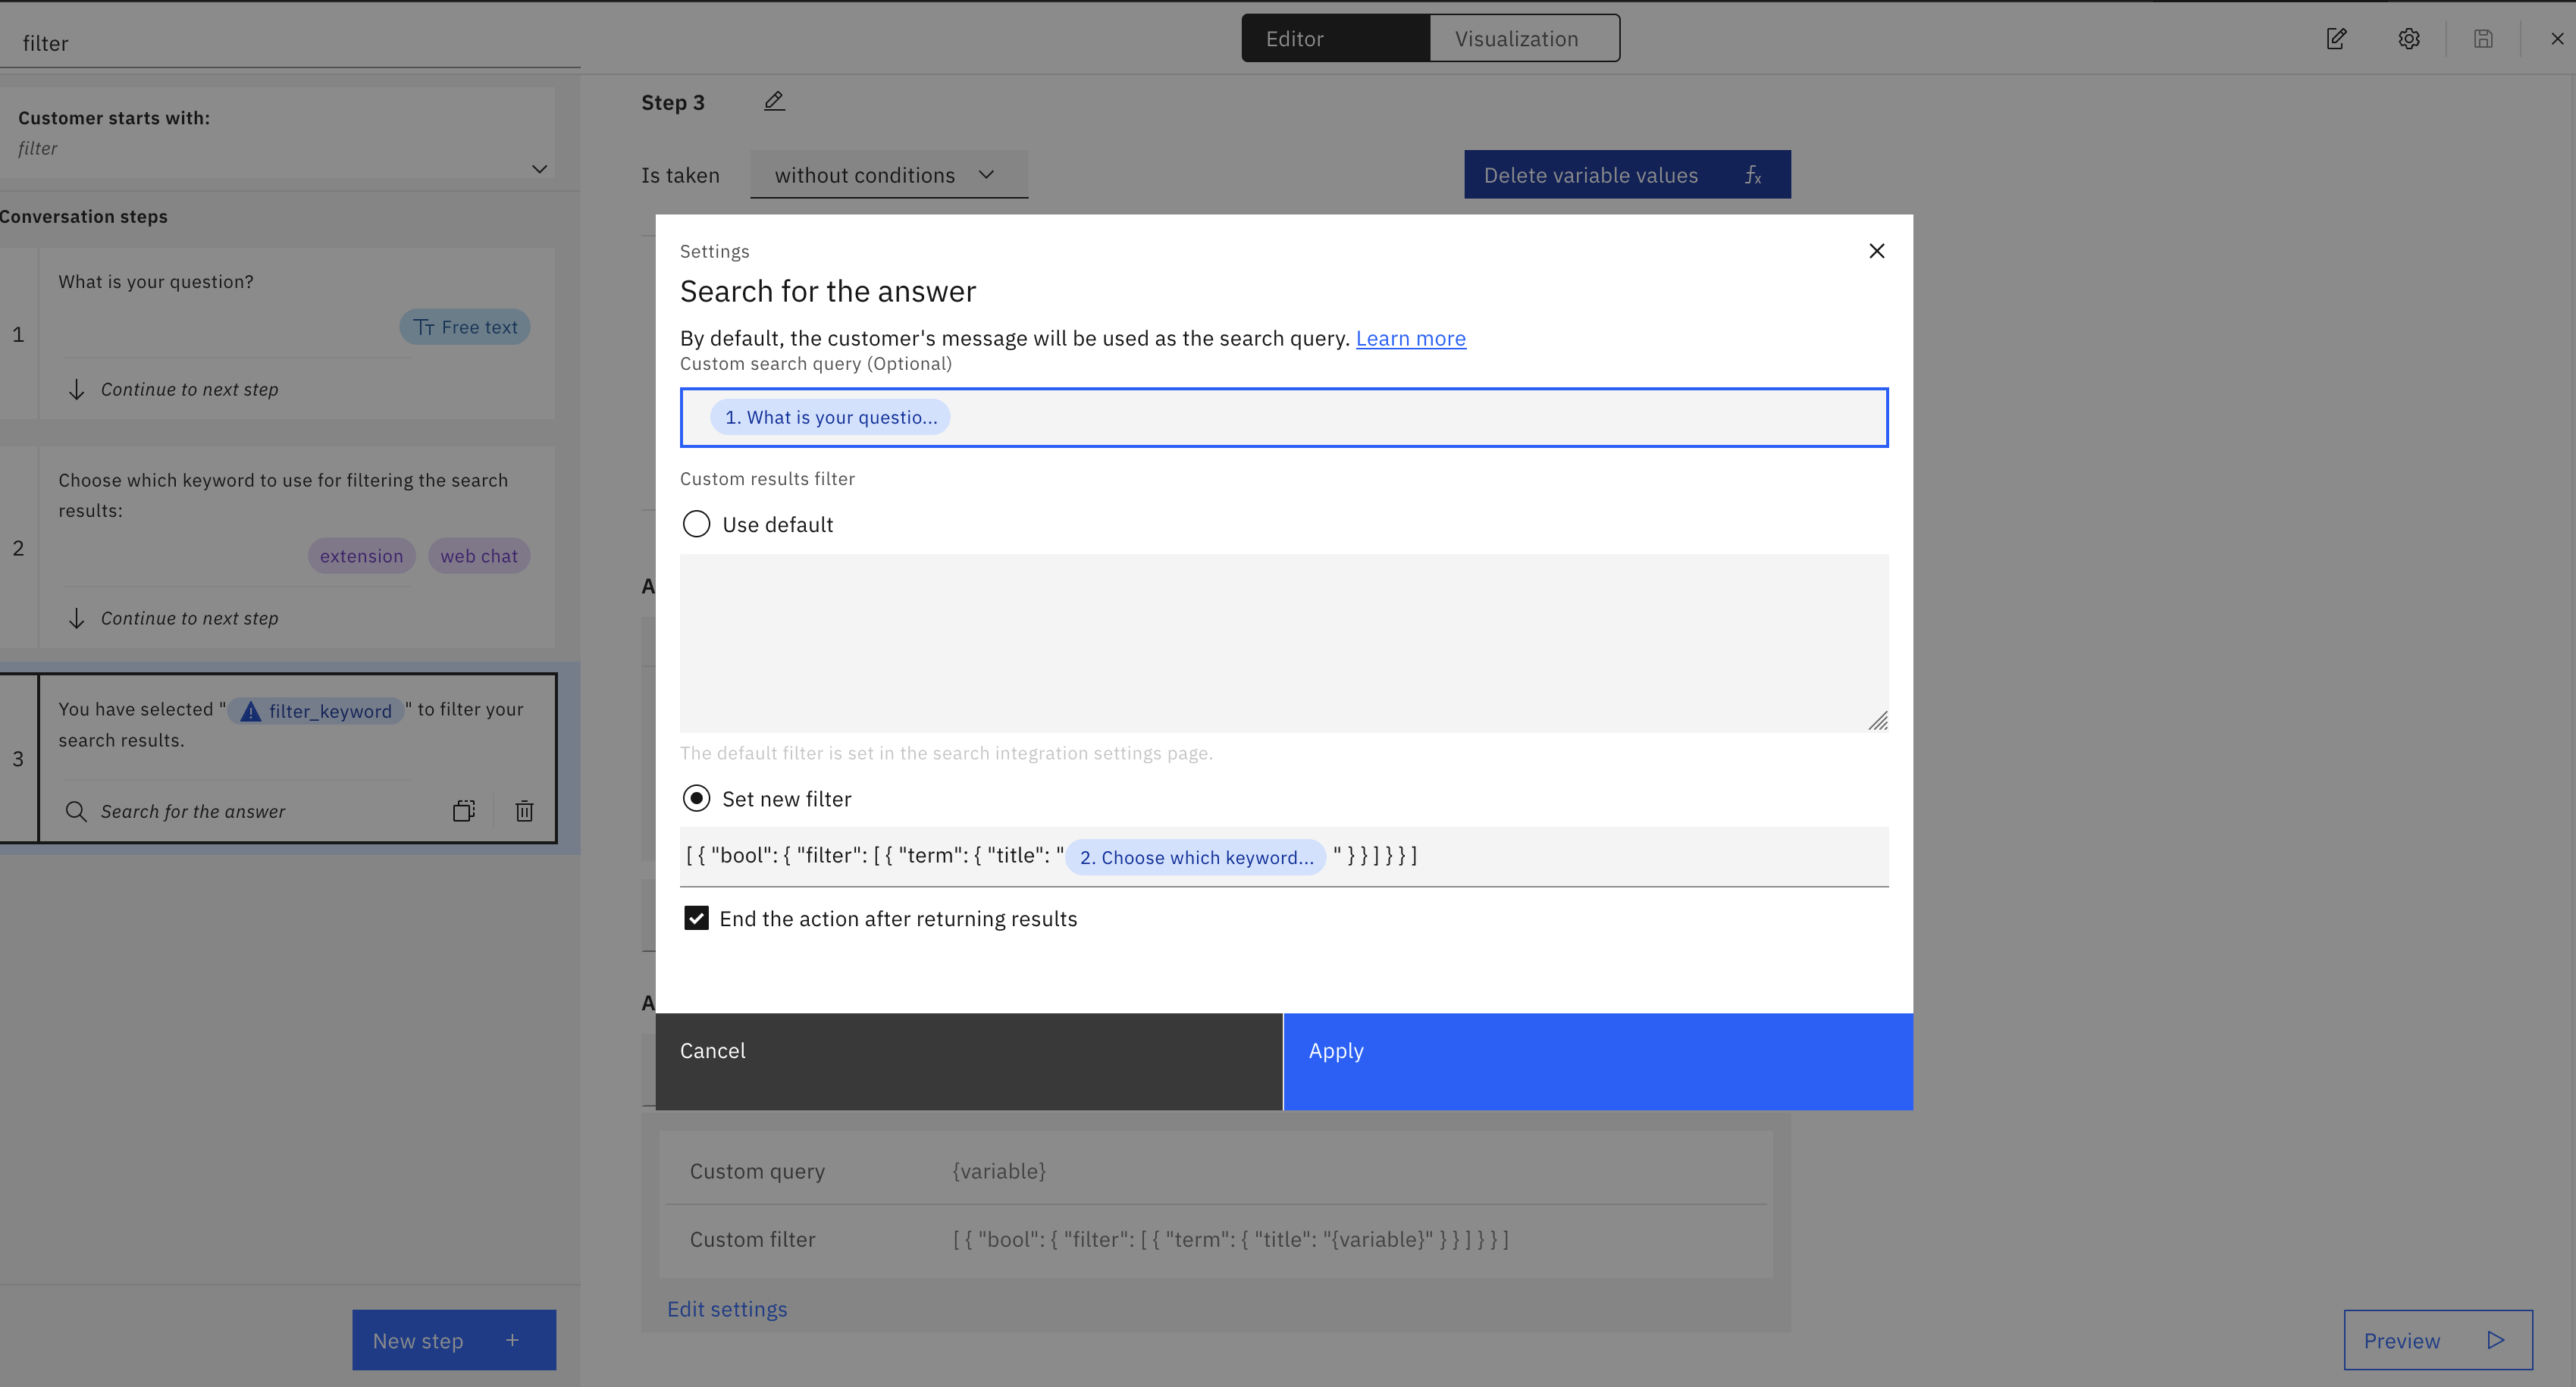 filter
Editor
Visualization
Customer starts with:
filter
Conversation steps
1
What is your question?
Free text
Continue to next step
2
Choose which keyword to use for filtering the search
results:
extension
web chat
Continue to next step
3
You have selected " filter_keyword " to filter your
search results.
Search for the answer
New step +
Step 3
Is taken
without conditions
Delete variable values fx
A
A
Settings
Search for the answer
By default, the customer's message will be used as the search query. Learn more
Custom search query (Optional)
1. What is your questio...
Custom results filter
Use default
The default filter is set in the search integration settings page.
Set new filter
[ { "bool": { "filter": [ { "term": { "title": " 2. Choose which keyword... " } } ] } } ]
End the action after returning results
Cancel
Apply
Custom query {variable}
Custom filter [ { "bool": { "filter": [ { "term": { "title": "{variable}" } } ] } } ]
Edit settings
Preview